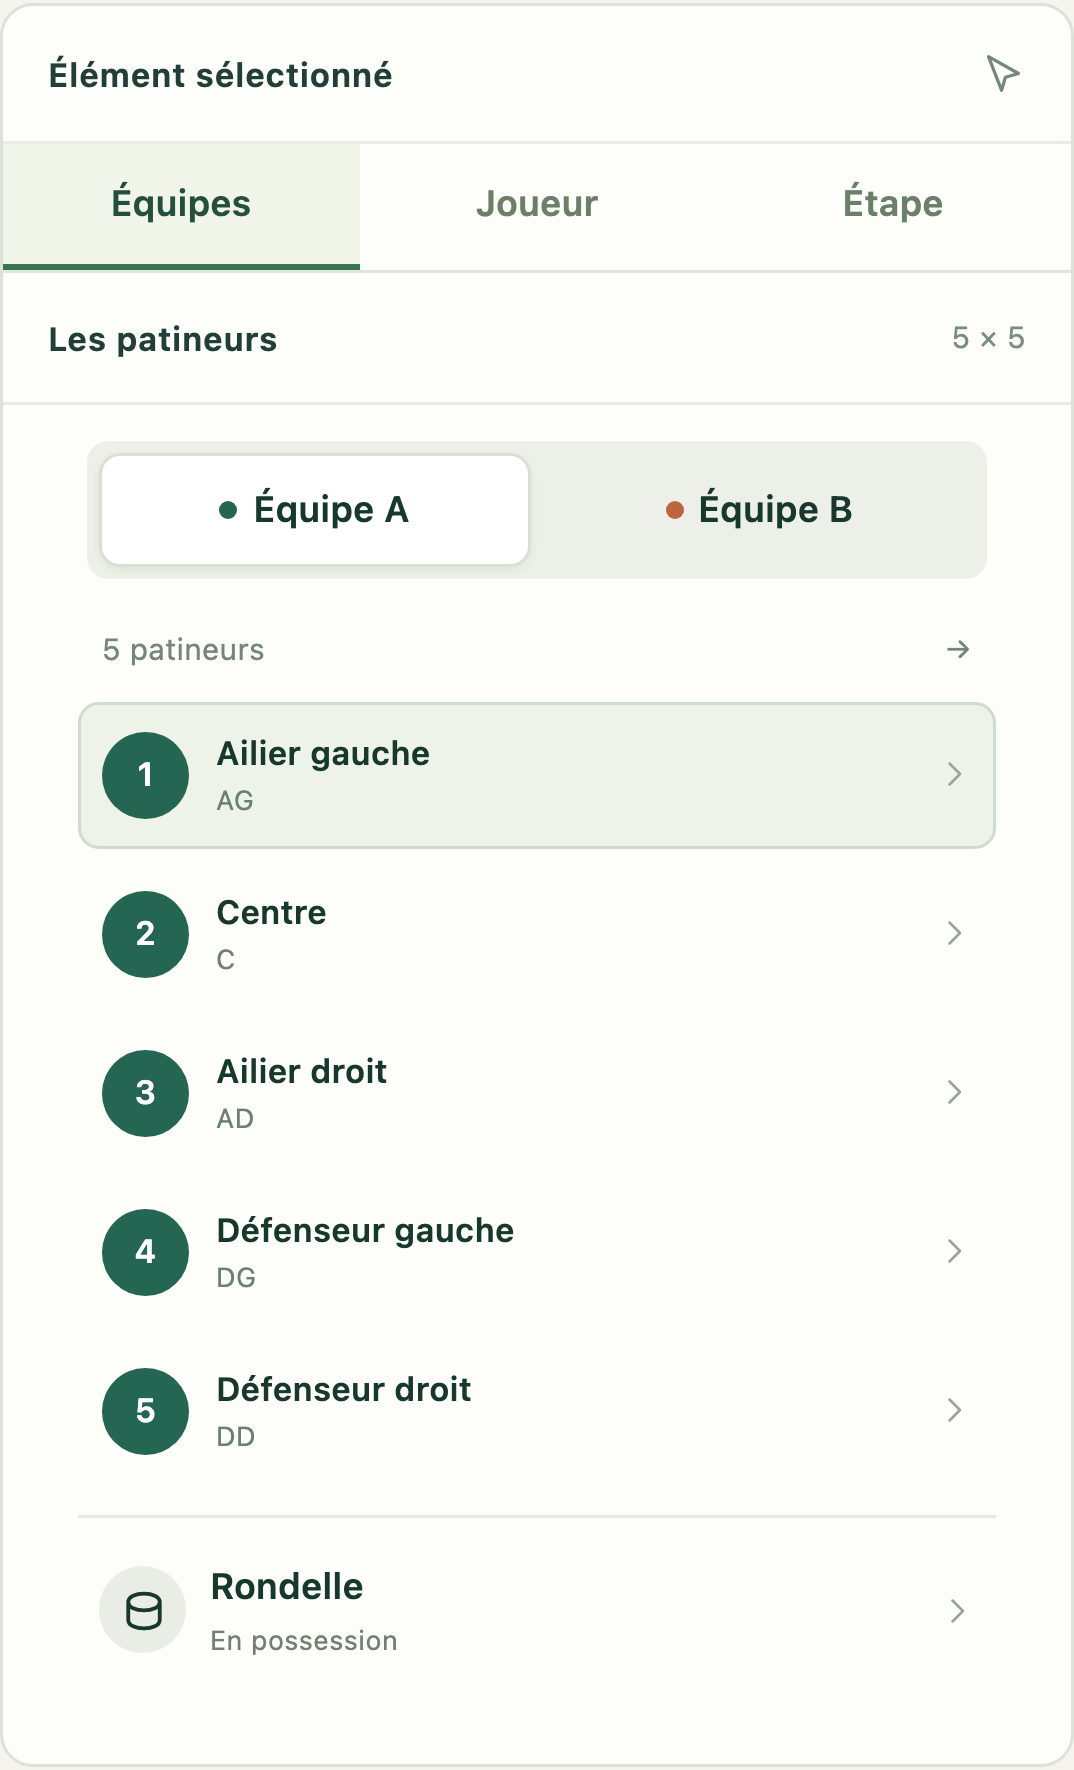 Élément sélectionné
Équipes
Joueur
Étape
Les patineurs
5 × 5
Équipe A
Équipe B
5 patineurs
1
Ailier gauche
AG
2
Centre
C
3
Ailier droit
AD
4
Défenseur gauche
DG
5
Défenseur droit
DD
Rondelle
En possession